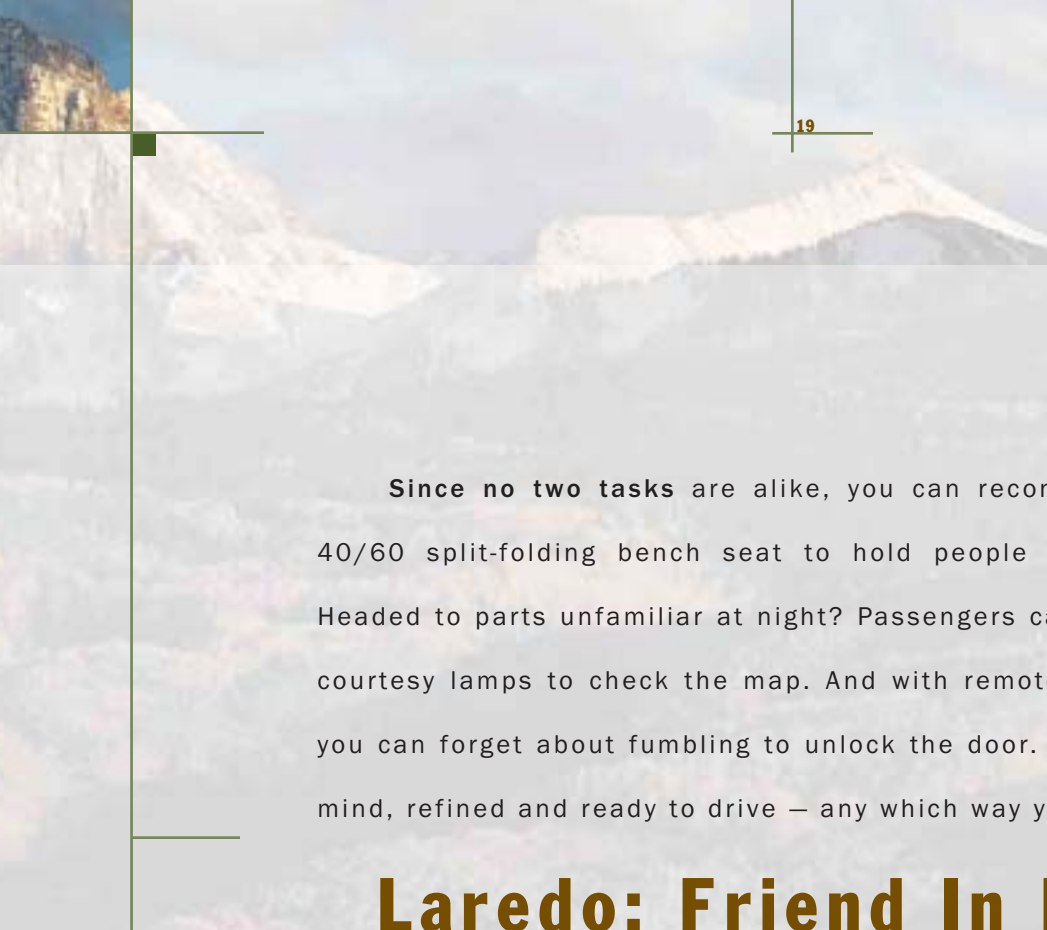 19
Since no two tasks are alike, you can
40/60 split-folding bench seat to hold people
Headed to parts unfamiliar at night? Passengers
courtesy lamps to check the map. And with
you can forget about fumbling to unlock the door.
mind, refined and ready to drive — any which way
Laredo: Friend In